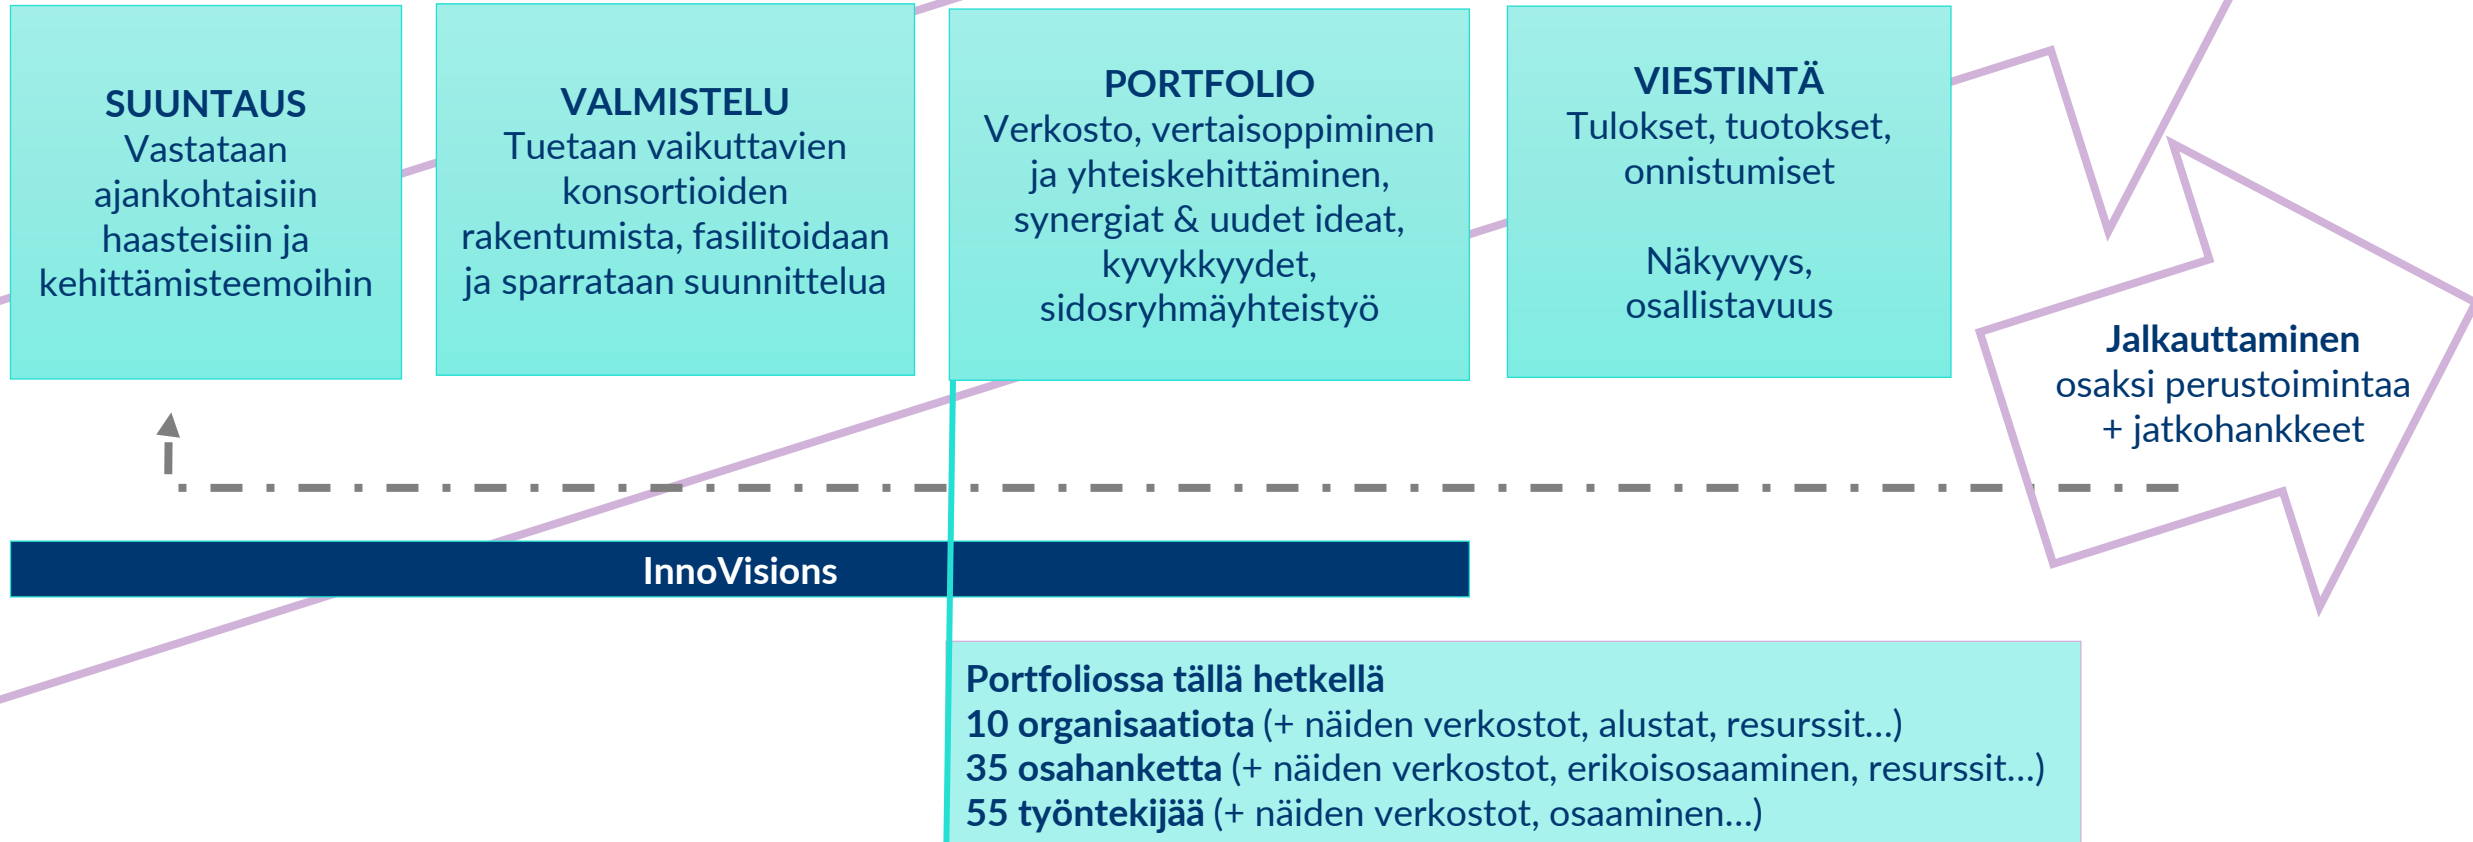 SUUNTAUS
Vastataan
ajankohtaisiin
haasteisiin ja
kehittämisteemoihin
VALMISTELU
Tuetaan vaikuttavien
konsortioiden
rakentumista, fasilitoidaan
ja sparrataan suunnittelua
PORTFOLIO
Verkosto, vertaisoppiminen
ja yhteiskehittäminen,
synergiat & uudet ideat,
kyvykkyydet,
sidosryhmäyhteistyö
VIESTINTÄ
Tulokset, tuotokset,
onnistumiset
Näkyvyys,
osallistavuus
Jalkauttaminen
osaksi perustoimintaa
+ jatkohankkeet
InnoVisions
Portfoliossa tällä hetkellä
10 organisaatiota (+ näiden verkostot, alustat, resurssit...)
35 osahanketta (+ näiden verkostot, erikoisosaaminen, resurssit...)
55 työntekijää (+ näiden verkostot, osaaminen...)